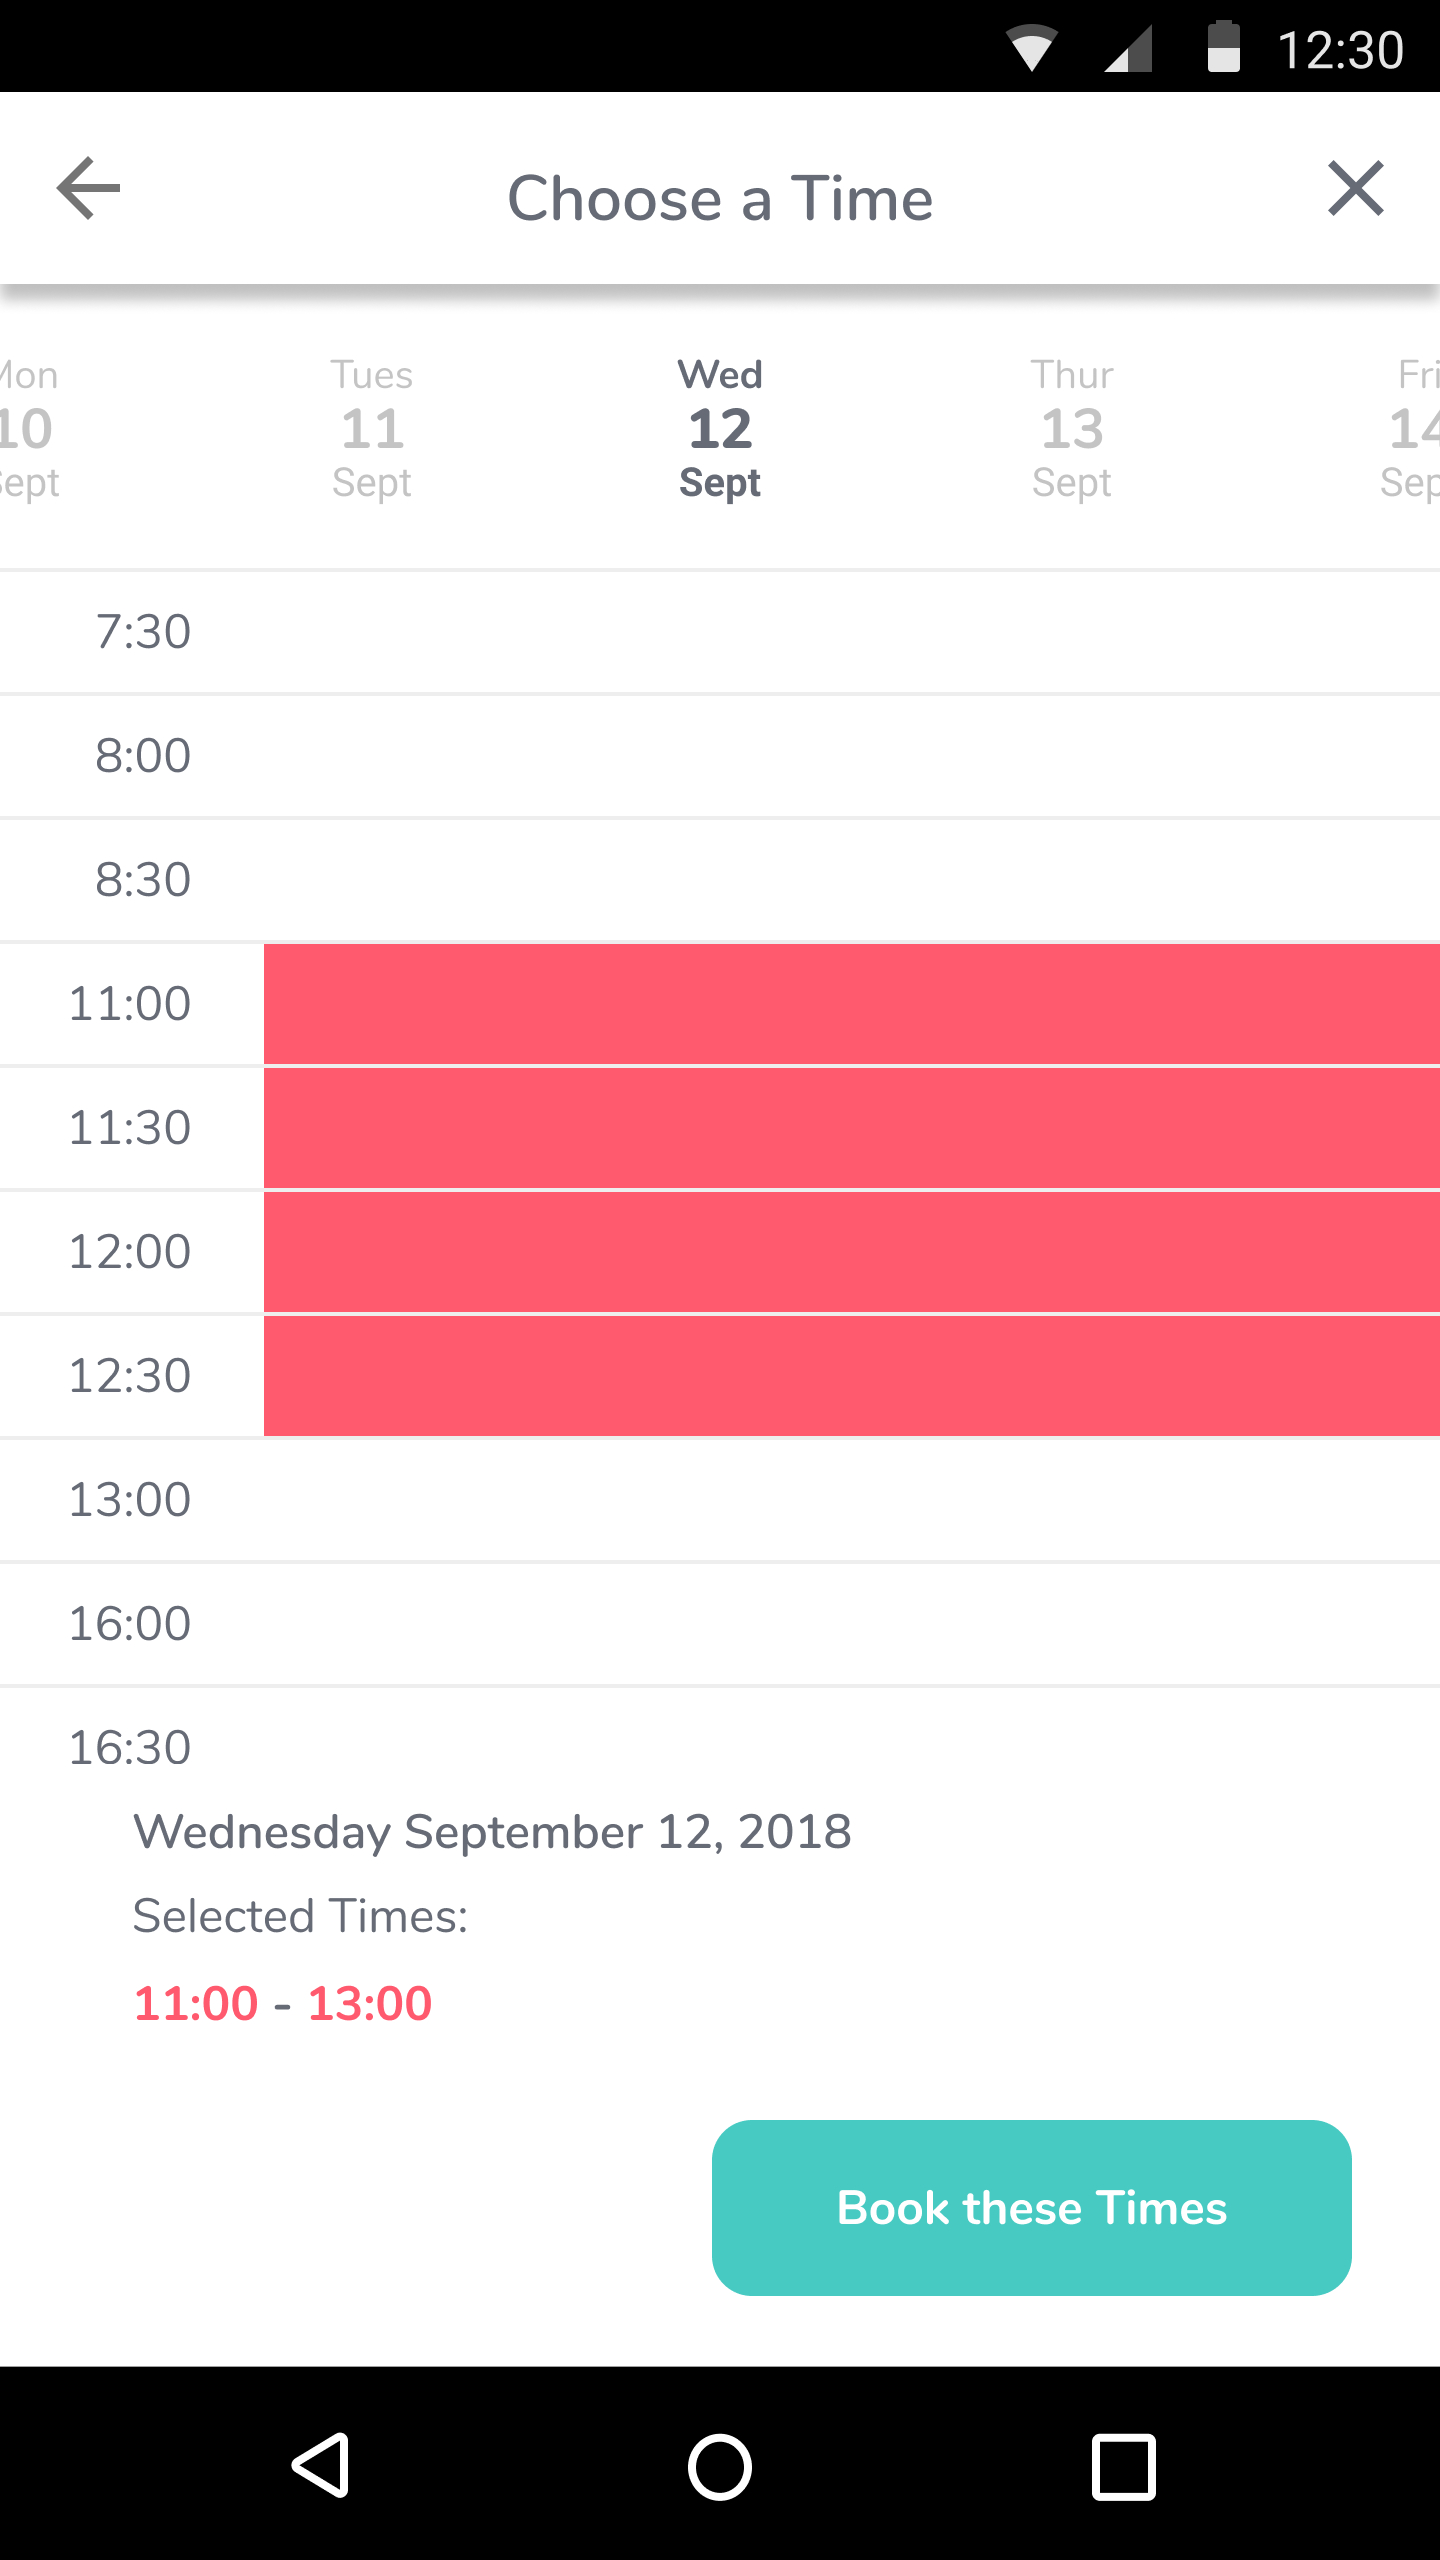 12:30
Choose a Time
Mon Tues Wed Thur Fri
10 11 12 13 14
Sept Sept Sept Sept Sep
7:30
8:00
8:30
11:00
11:30
12:00
12:30
13:00
16:00
16:30
Wednesday September 12, 2018
Selected Times:
11:00 - 13:00
Book these Times